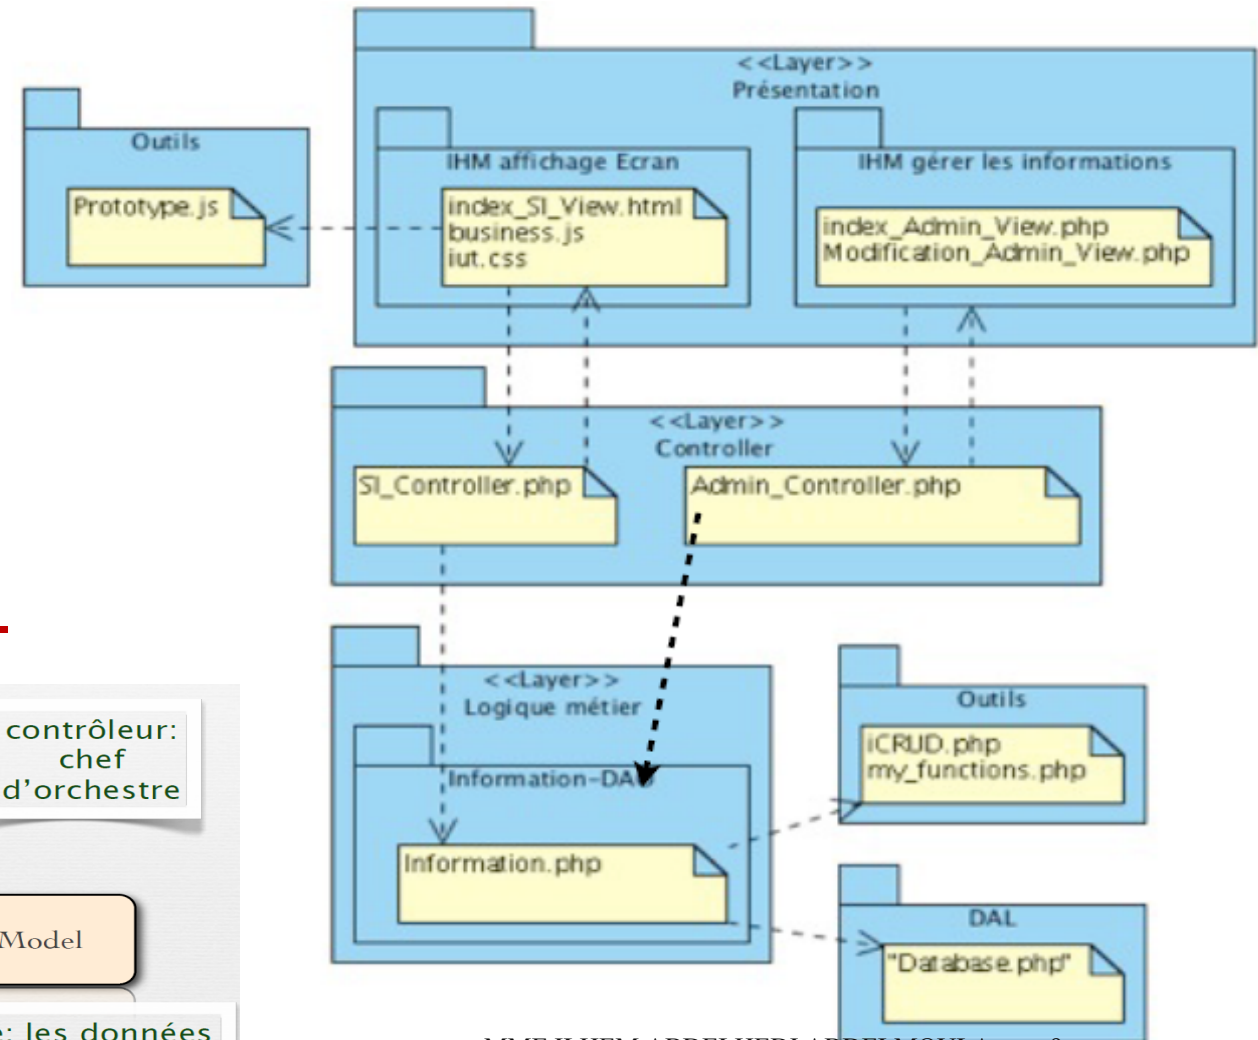 <<Layer>>
Présentation
Outils
Prototype.js
IHM affichage Ecran
index_SI_View.html
business.js
iut.css
IHM gérer les informations
index_Admin_View.php
Modification_Admin_View.php
<<Layer>>
Controller
SI_Controller.php
Admin_Controller.php
<<Layer>>
Logique métier
Information-DAO
Information.php
Outils
iCRUD.php
my_functions.php
DAL
"Database.php"
contrôleur:
chef
d'orchestre
Model
: les données